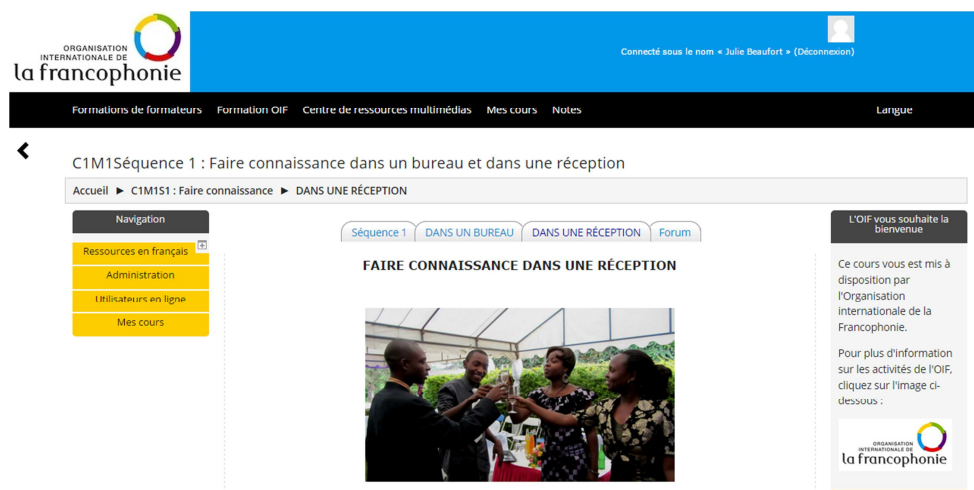 ORGANISATION
INTERNATIONALE DE
la francophonie
Connecté sous le nom « Julie Beaufort » (Déconnexion)
Formations de formateurs Formation OIF Centre de ressources multimédias Mes cours Notes Langue
C1M1Séquence 1 : Faire connaissance dans un bureau et dans une réception
Accueil ► C1M1S1 : Faire connaissance ► DANS UNE RÉCEPTION
Navigation
Ressources en français
Administration
Utilisateurs en ligne
Mes cours
Séquence 1 DANS UN BUREAU DANS UNE RÉCEPTION Forum
FAIRE CONNAISSANCE DANS UNE RÉCEPTION
L'OIF vous souhaite la
bienvenue
Ce cours vous est mis à
disposition par
l'Organisation
internationale de la
Francophonie.
Pour plus d'information
sur les activités de l'OIF,
cliquez sur l'image ci-
dessous :
ORGANISATION
INTERNATIONALE DE
la francophonie